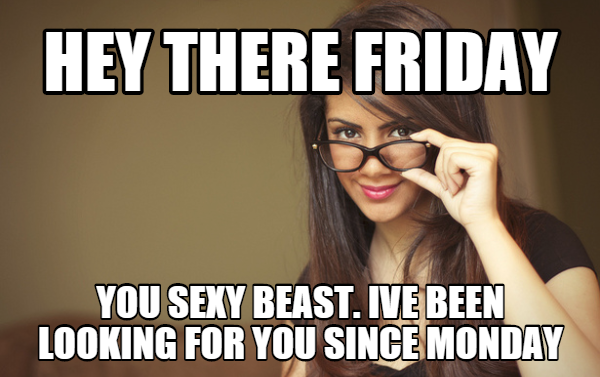 HEY THERE FRIDAY
YOU SEXY BEAST. IVE BEEN
LOOKING FOR YOU SINCE MONDAY